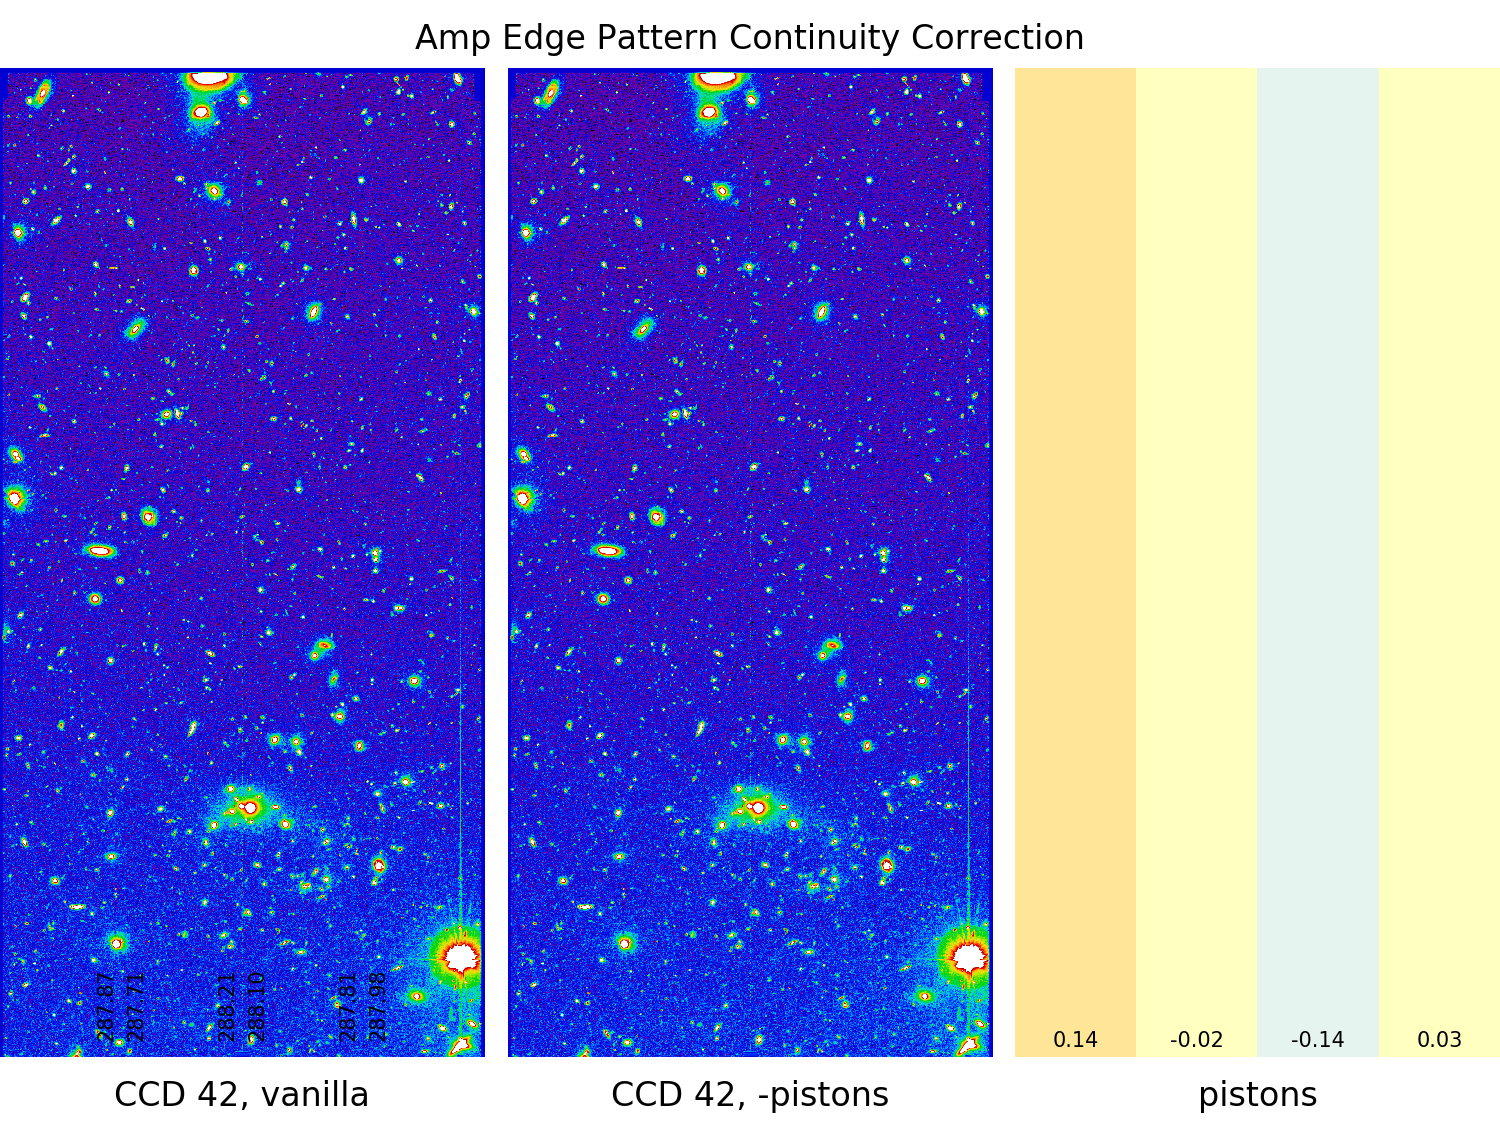 Amp Edge Pattern Continuity Correction
287.87
287.71
288.21
288.10
287.81
287.98
0.14
-0.02
-0.14
0.03
CCD 42, vanilla
CCD 42, -pistons
pistons